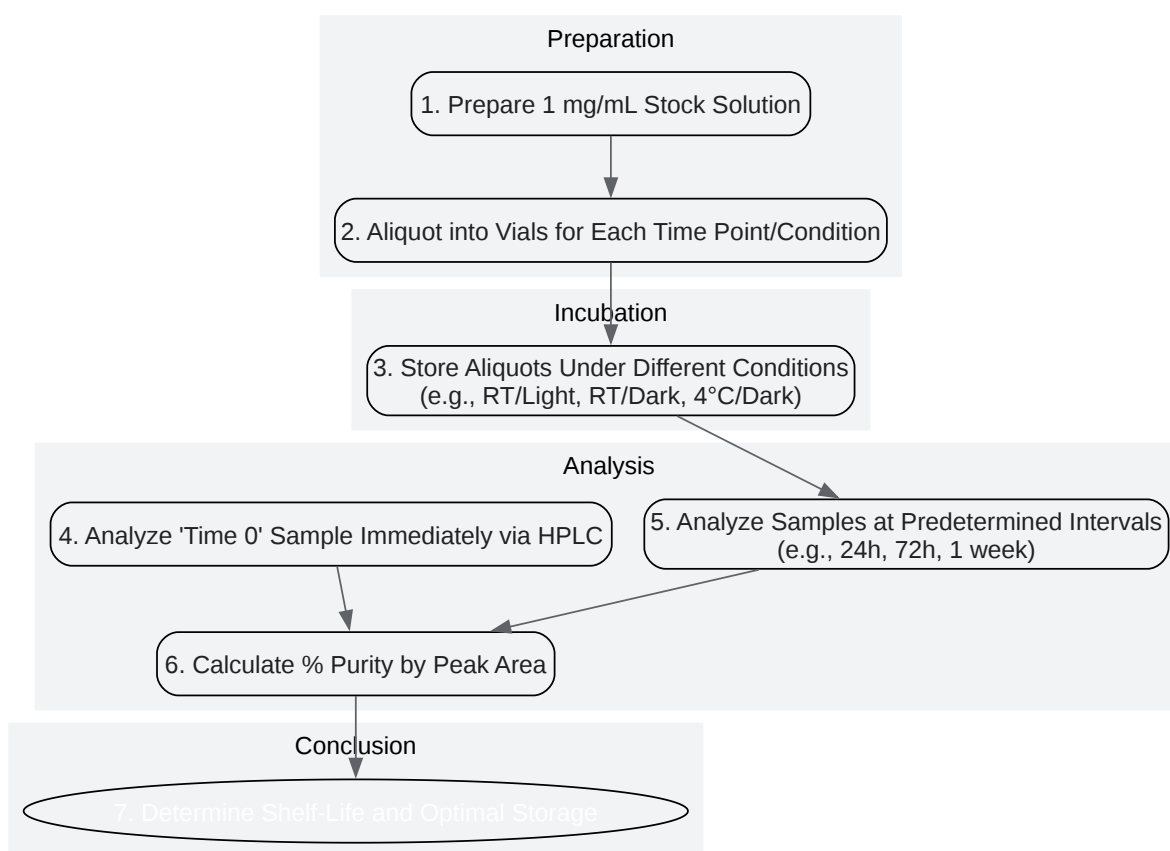 Preparation
1. Prepare 1 mg/mL Stock Solution
2. Aliquot into Vials for Each Time Point/Condition
Incubation
3. Store Aliquots Under Different Conditions
(e.g., RT/Light, RT/Dark, 4°C/Dark)
Analysis
4. Analyze 'Time 0' Sample Immediately via HPLC
5. Analyze Samples at Predetermined Intervals
(e.g., 24h, 72h, 1 week)
6. Calculate % Purity by Peak Area
Conclusion
7. Determine Shelf-Life and Optimal Storage